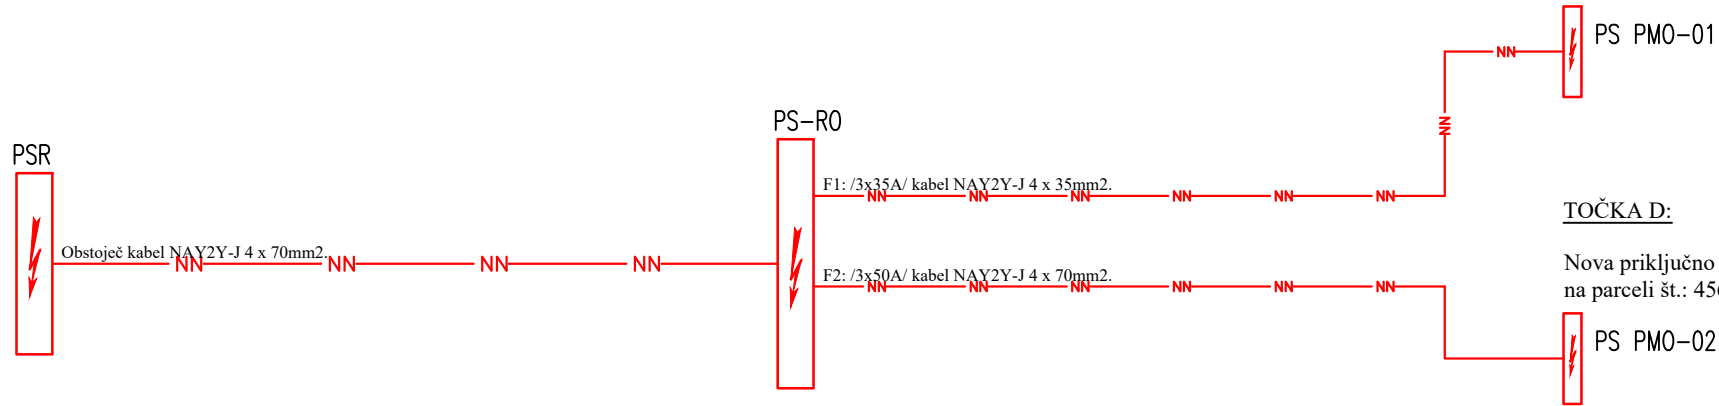 PS PMO-01
NN
PS-RO
NN
PSR
F1: /3x35A/ kabel NAY2Y-J 4 x 35mm2.
NN NN NN NN NN NN
TOČKA D:
Obstoječ kabel NAY2Y-J 4 x 70mm2.
NN NN NN NN
Nova priključno
F2: /3x50A/ kabel NAY2Y-J 4 x 70mm2.
NN NN NN NN NN NN
na parceli št.: 45
PS PMO-02